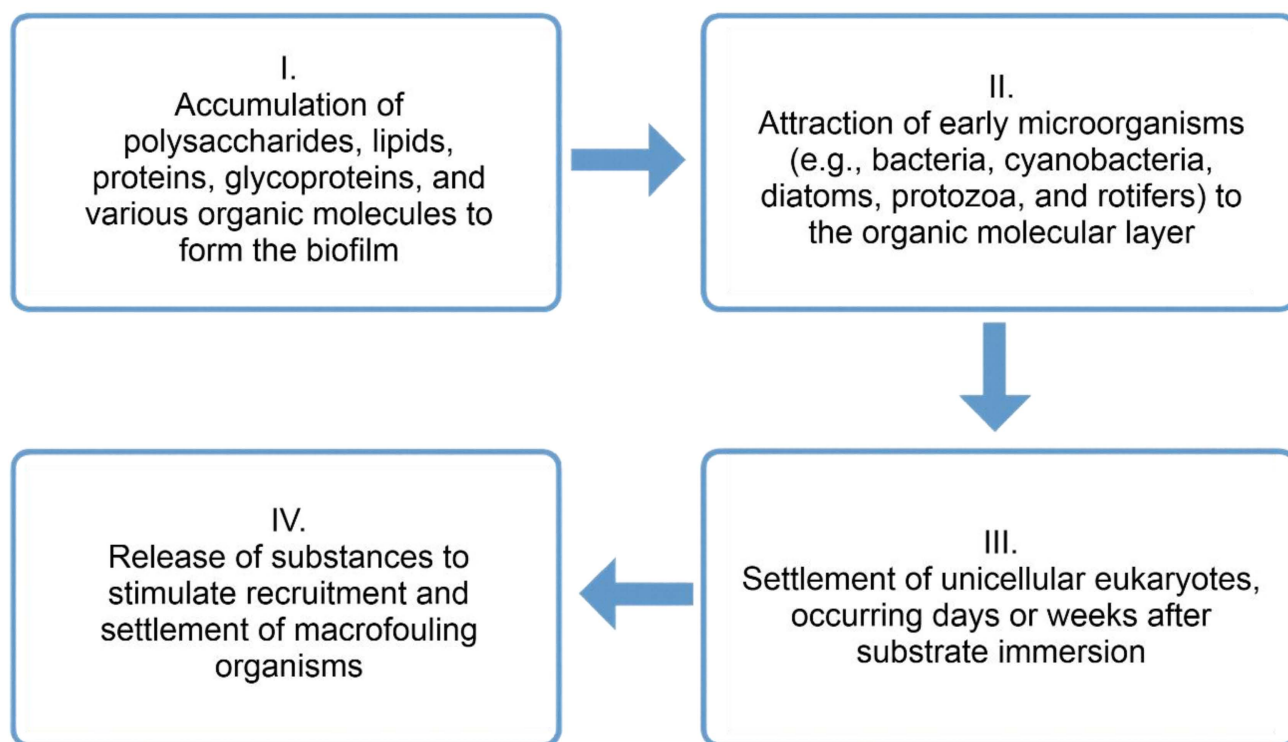 I.
Accumulation of
polysaccharides, lipids,
proteins, glycoproteins, and
various organic molecules to
form the biofilm
II.
Attraction of early microorganisms
(e.g., bacteria, cyanobacteria,
diatoms, protozoa, and rotifers) to
the organic molecular layer
III.
Settlement of unicellular eukaryotes,
occurring days or weeks after
substrate immersion
IV.
Release of substances to
stimulate recruitment and
settlement of macrofouling
organisms